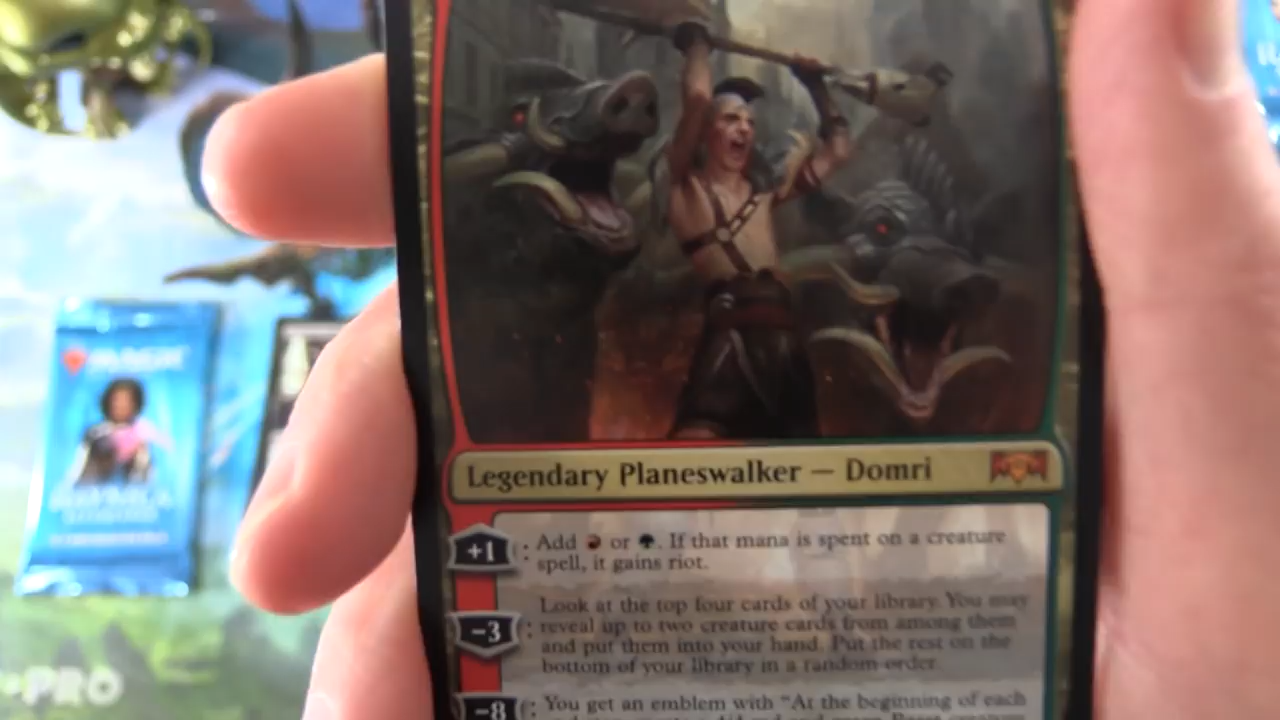 MAGIC
Legendary Planeswalker — Domri
+1 : Add or . If that mana is spent on a creature
spell, it gains riot.
Look at the top four cards of your library. You may
−3 : reveal up to two creature cards from among them
and put them into your hand. Put the rest on the
bottom of your library in a random order.
−8 : You get an emblem with “At the beginning of each
PRO